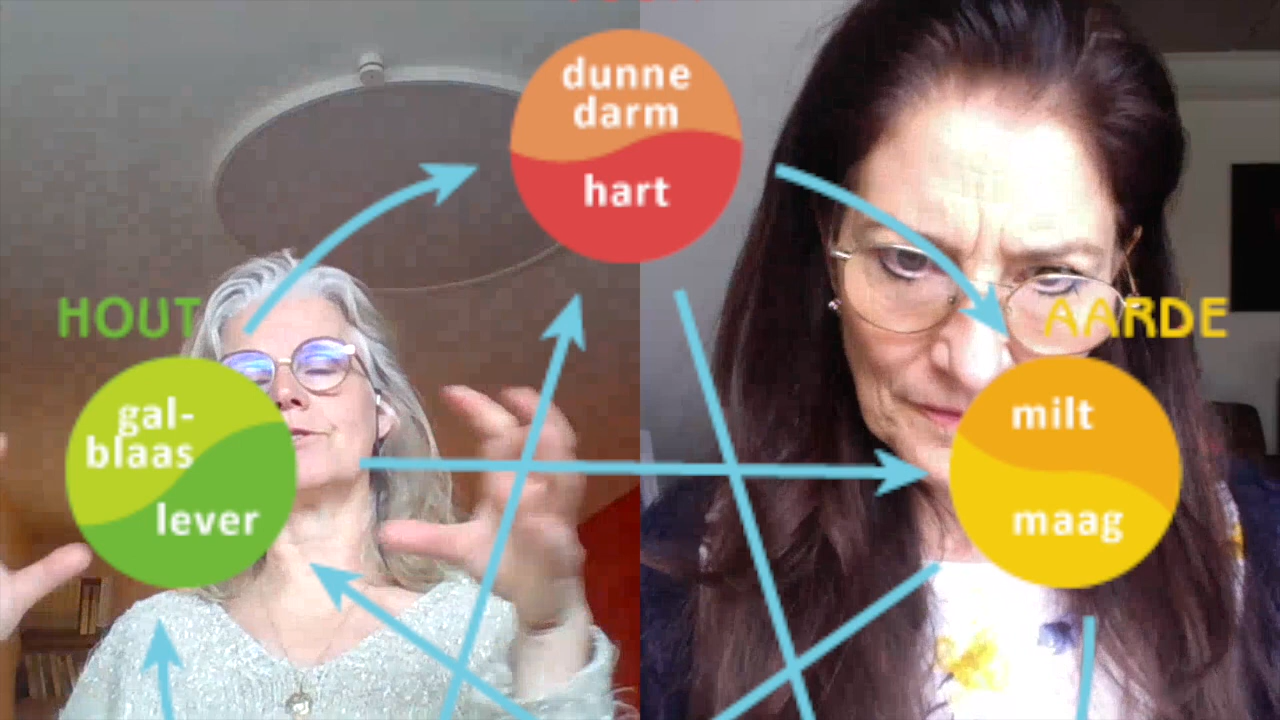 dunne
darm
hart
HOUT
AARDE
gal-
blaas
lever
milt
maag